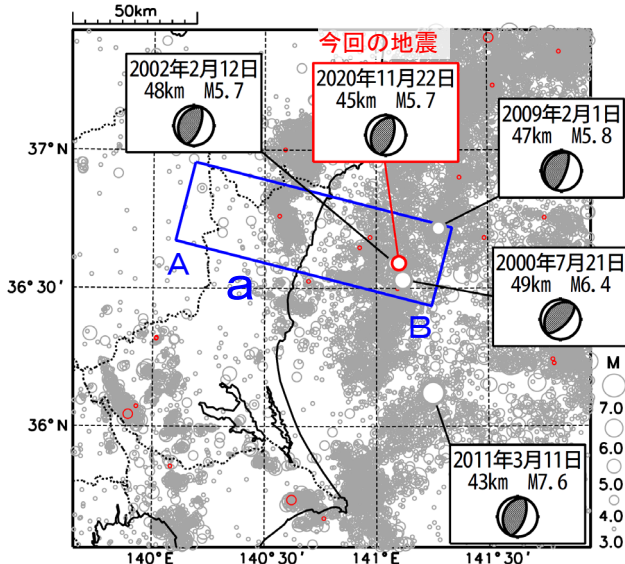 50km
今回の地震
2002年2月12日
48km M5.7
2020年11月22日
45km M5.7
2009年2月1日
47km M5.8
37°N
A
a
B
2000年7月21日
49km M6.4
36°30'
36°N
2011年3月11日
43km M7.6
M
7.0
6.0
5.0
4.0
3.0
140°E
140°30'
141°E
141°30'